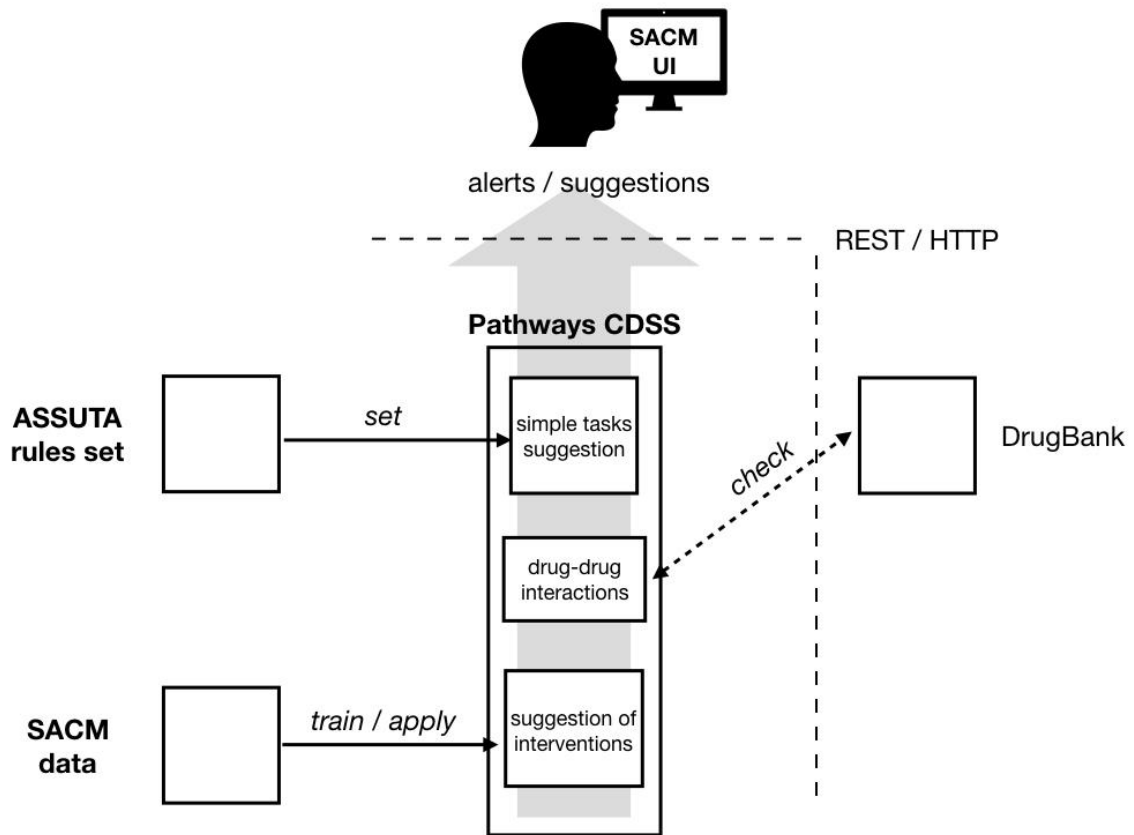 SACM
UI
alerts / suggestions
REST / HTTP
Pathways CDSS
ASSUTA
rules set
set
simple tasks
suggestion
check
DrugBank
drug-drug
interactions
SACM
data
train / apply
suggestion of
interventions